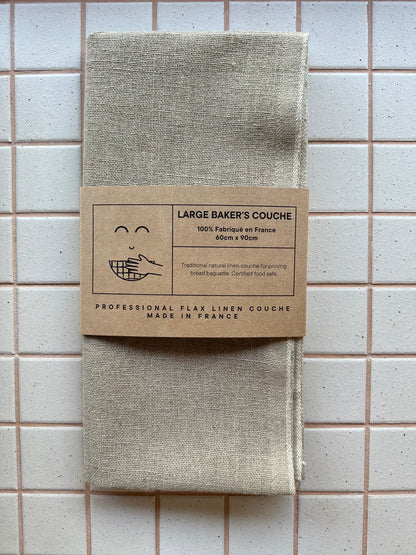 LARGE BAKER'S COUCHE
100% Fabriqué en France
60cm x 90cm
Traditional natural linen couche for proving
bread baguette. Certified food safe.
PROFESSIONAL FLAX LINEN COUCHE
MADE IN FRANCE